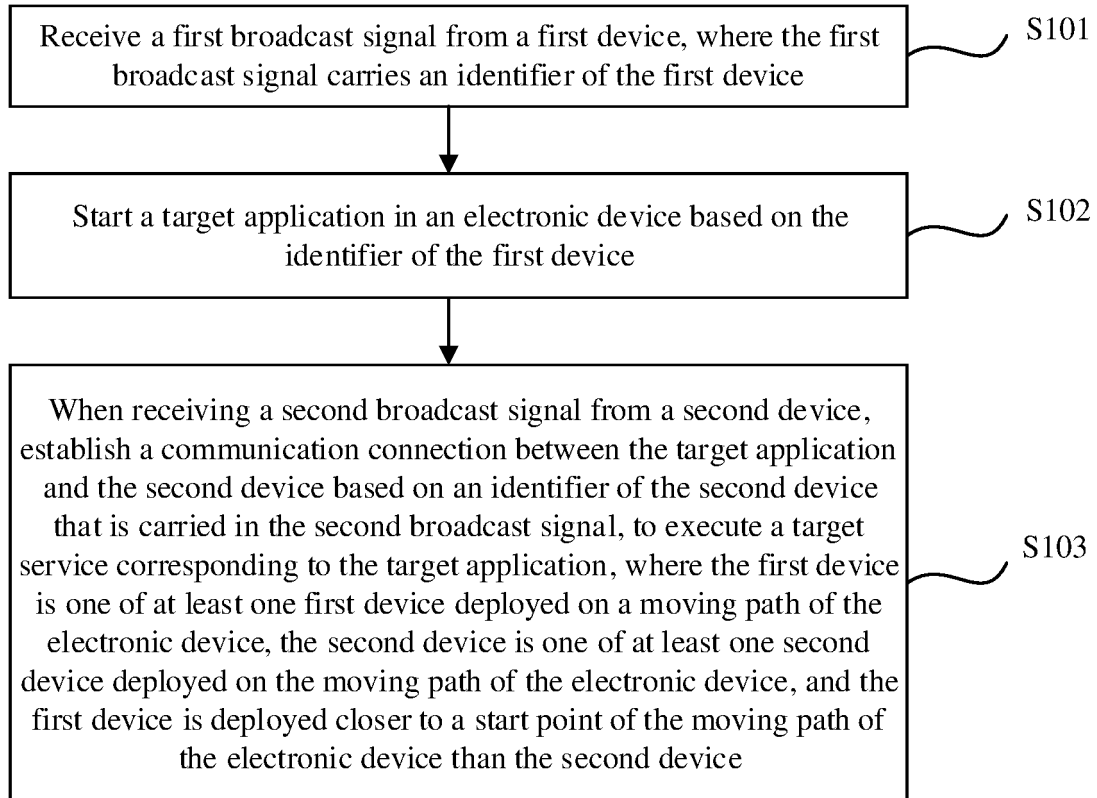 Receive a first broadcast signal from a first device, where the first
broadcast signal carries an identifier of the first device
S101
Start a target application in an electronic device based on the
identifier of the first device
S102
When receiving a second broadcast signal from a second device,
establish a communication connection between the target application
and the second device based on an identifier of the second device
that is carried in the second broadcast signal, to execute a target
service corresponding to the target application, where the first device
is one of at least one first device deployed on a moving path of the
electronic device, the second device is one of at least one second
device deployed on the moving path of the electronic device, and the
first device is deployed closer to a start point of the moving path of
the electronic device than the second device
S103